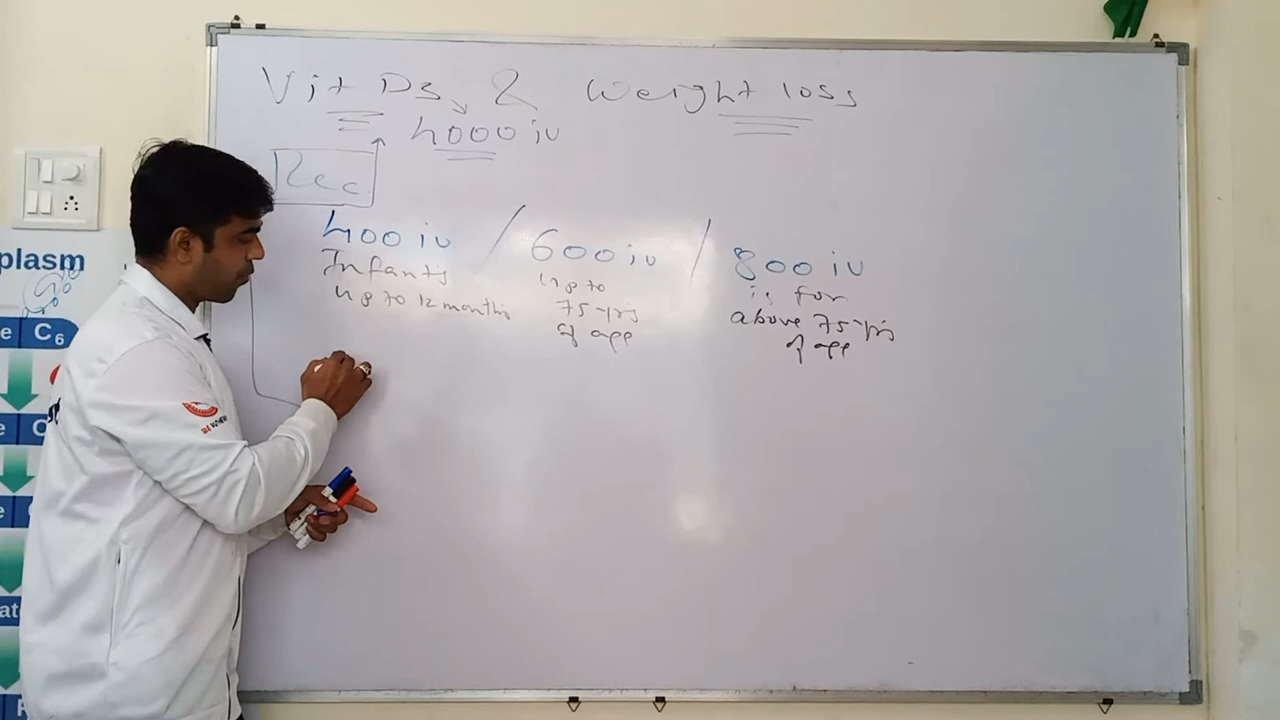 Vit D3 & Weight loss
4000 iu
Rec.
400 iu / 600 iu / 800 iu
Infants
up to 12 months
up to
75 yrs
of age
is for
above 75 yrs
of age
plasm
e C6
e
e